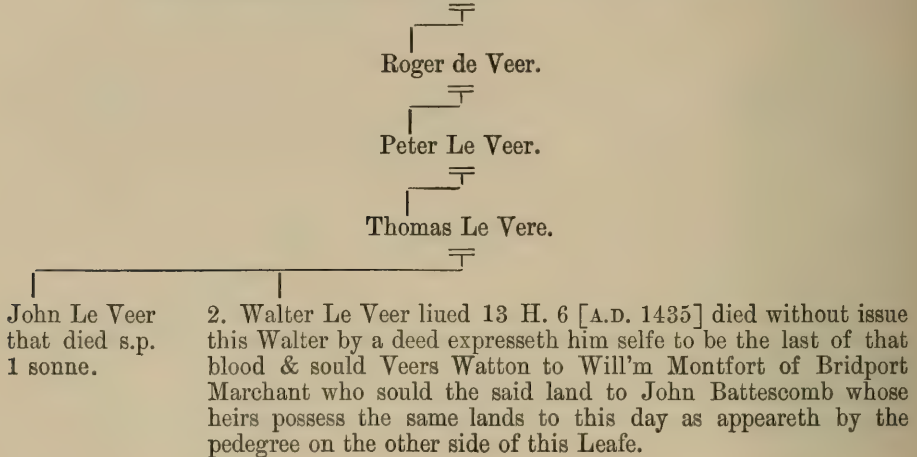 Roger de Veer.
Peter Le Veer.
Thomas Le Vere.
John Le Veer
that died s.p.
1 sonne.
2. Walter Le Veer liued 13 H. 6 [A.D. 1435] died without issue
this Walter by a deed expresseth him selfe to be the last of that
blood & sould Veers Watton to Will'm Montfort of Bridport
Marchant who sould the said land to John Battescomb whose
heirs possess the same lands to this day as appeareth by the
pedegree on the other side of this Leafe.